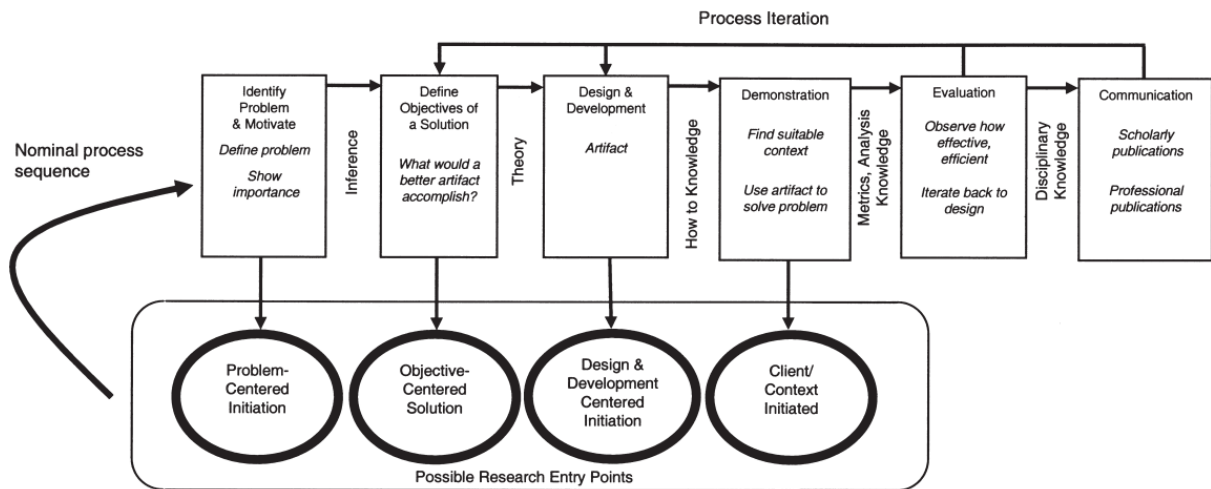 Process Iteration
Nominal process
sequence
Identify
Problem
& Motivate
Define problem
Show
importance
Inference
Define
Objectives of
a Solution
What would a
better artifact
accomplish?
Theory
Design &
Development
Artifact
How to Knowledge
Demonstration
Find suitable
context
Use artifact to
solve problem
Metrics, Analysis
Knowledge
Evaluation
Observe how
effective,
efficient
Iterate back to
design
Disciplinary
Knowledge
Communication
Scholarly
publications
Professional
publications
Problem-
Centered
Initiation
Objective-
Centered
Solution
Design &
Development
Centered
Initiation
Client/
Context
Initiated
Possible Research Entry Points